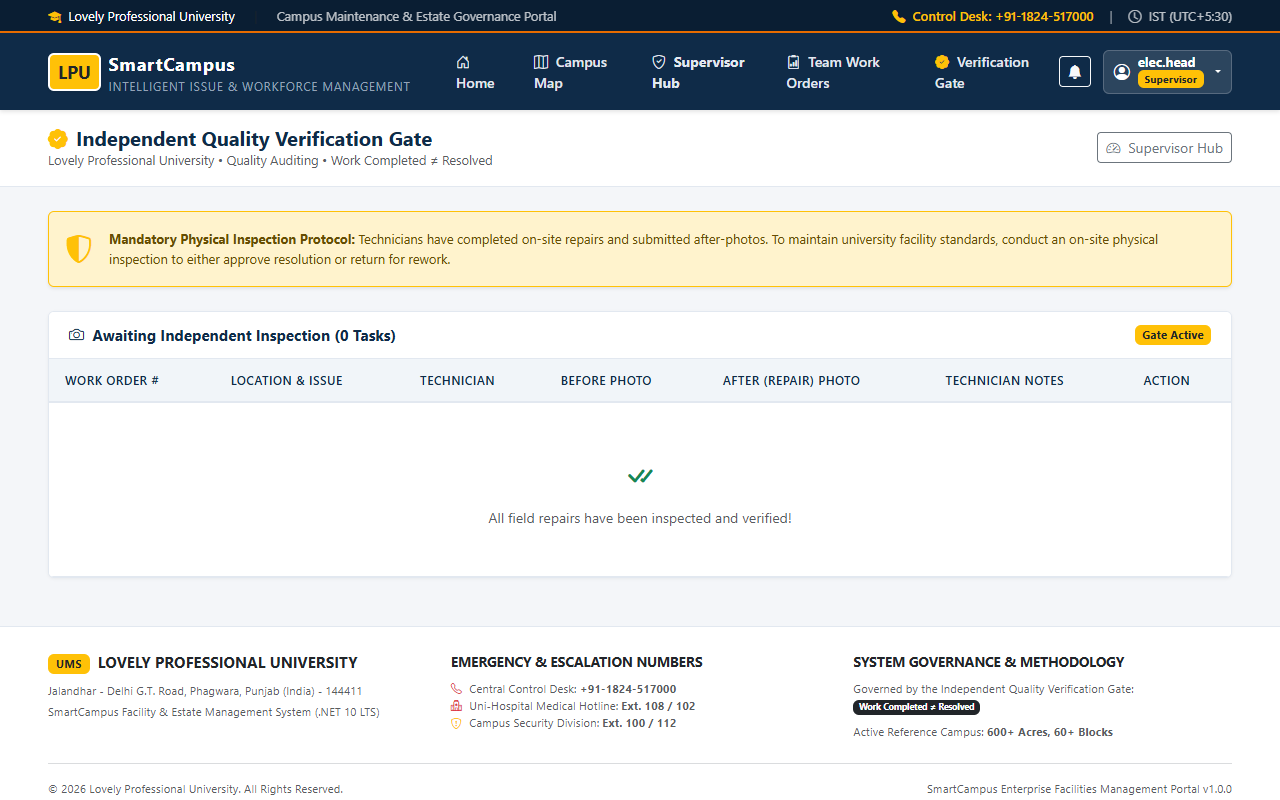 Lovely Professional University
Campus Maintenance & Estate Governance Portal
Control Desk: +91-1824-517000 | IST (UTC+5:30)
LPU
SmartCampus
INTELLIGENT ISSUE & WORKFORCE MANAGEMENT
Home
Campus Map
Supervisor Hub
Team Work Orders
Verification Gate
elec.head
Supervisor
Independent Quality Verification Gate
Lovely Professional University • Quality Auditing • Work Completed ≠ Resolved
Supervisor Hub
Mandatory Physical Inspection Protocol: Technicians have completed on-site repairs and submitted after-photos. To maintain university facility standards, conduct an on-site physical
inspection to either approve resolution or return for rework.
Awaiting Independent Inspection (0 Tasks)
Gate Active
WORK ORDER # LOCATION & ISSUE TECHNICIAN BEFORE PHOTO AFTER (REPAIR) PHOTO TECHNICIAN NOTES ACTION
All field repairs have been inspected and verified!
UMS LOVELY PROFESSIONAL UNIVERSITY
Jalandhar - Delhi G.T. Road, Phagwara, Punjab (India) - 144411
SmartCampus Facility & Estate Management System (.NET 10 LTS)
EMERGENCY & ESCALATION NUMBERS
Central Control Desk: +91-1824-517000
Uni-Hospital Medical Hotline: Ext. 108 / 102
Campus Security Division: Ext. 100 / 112
SYSTEM GOVERNANCE & METHODOLOGY
Governed by the Independent Quality Verification Gate:
Work Completed ≠ Resolved
Active Reference Campus: 600+ Acres, 60+ Blocks
© 2026 Lovely Professional University. All Rights Reserved.
SmartCampus Enterprise Facilities Management Portal v1.0.0